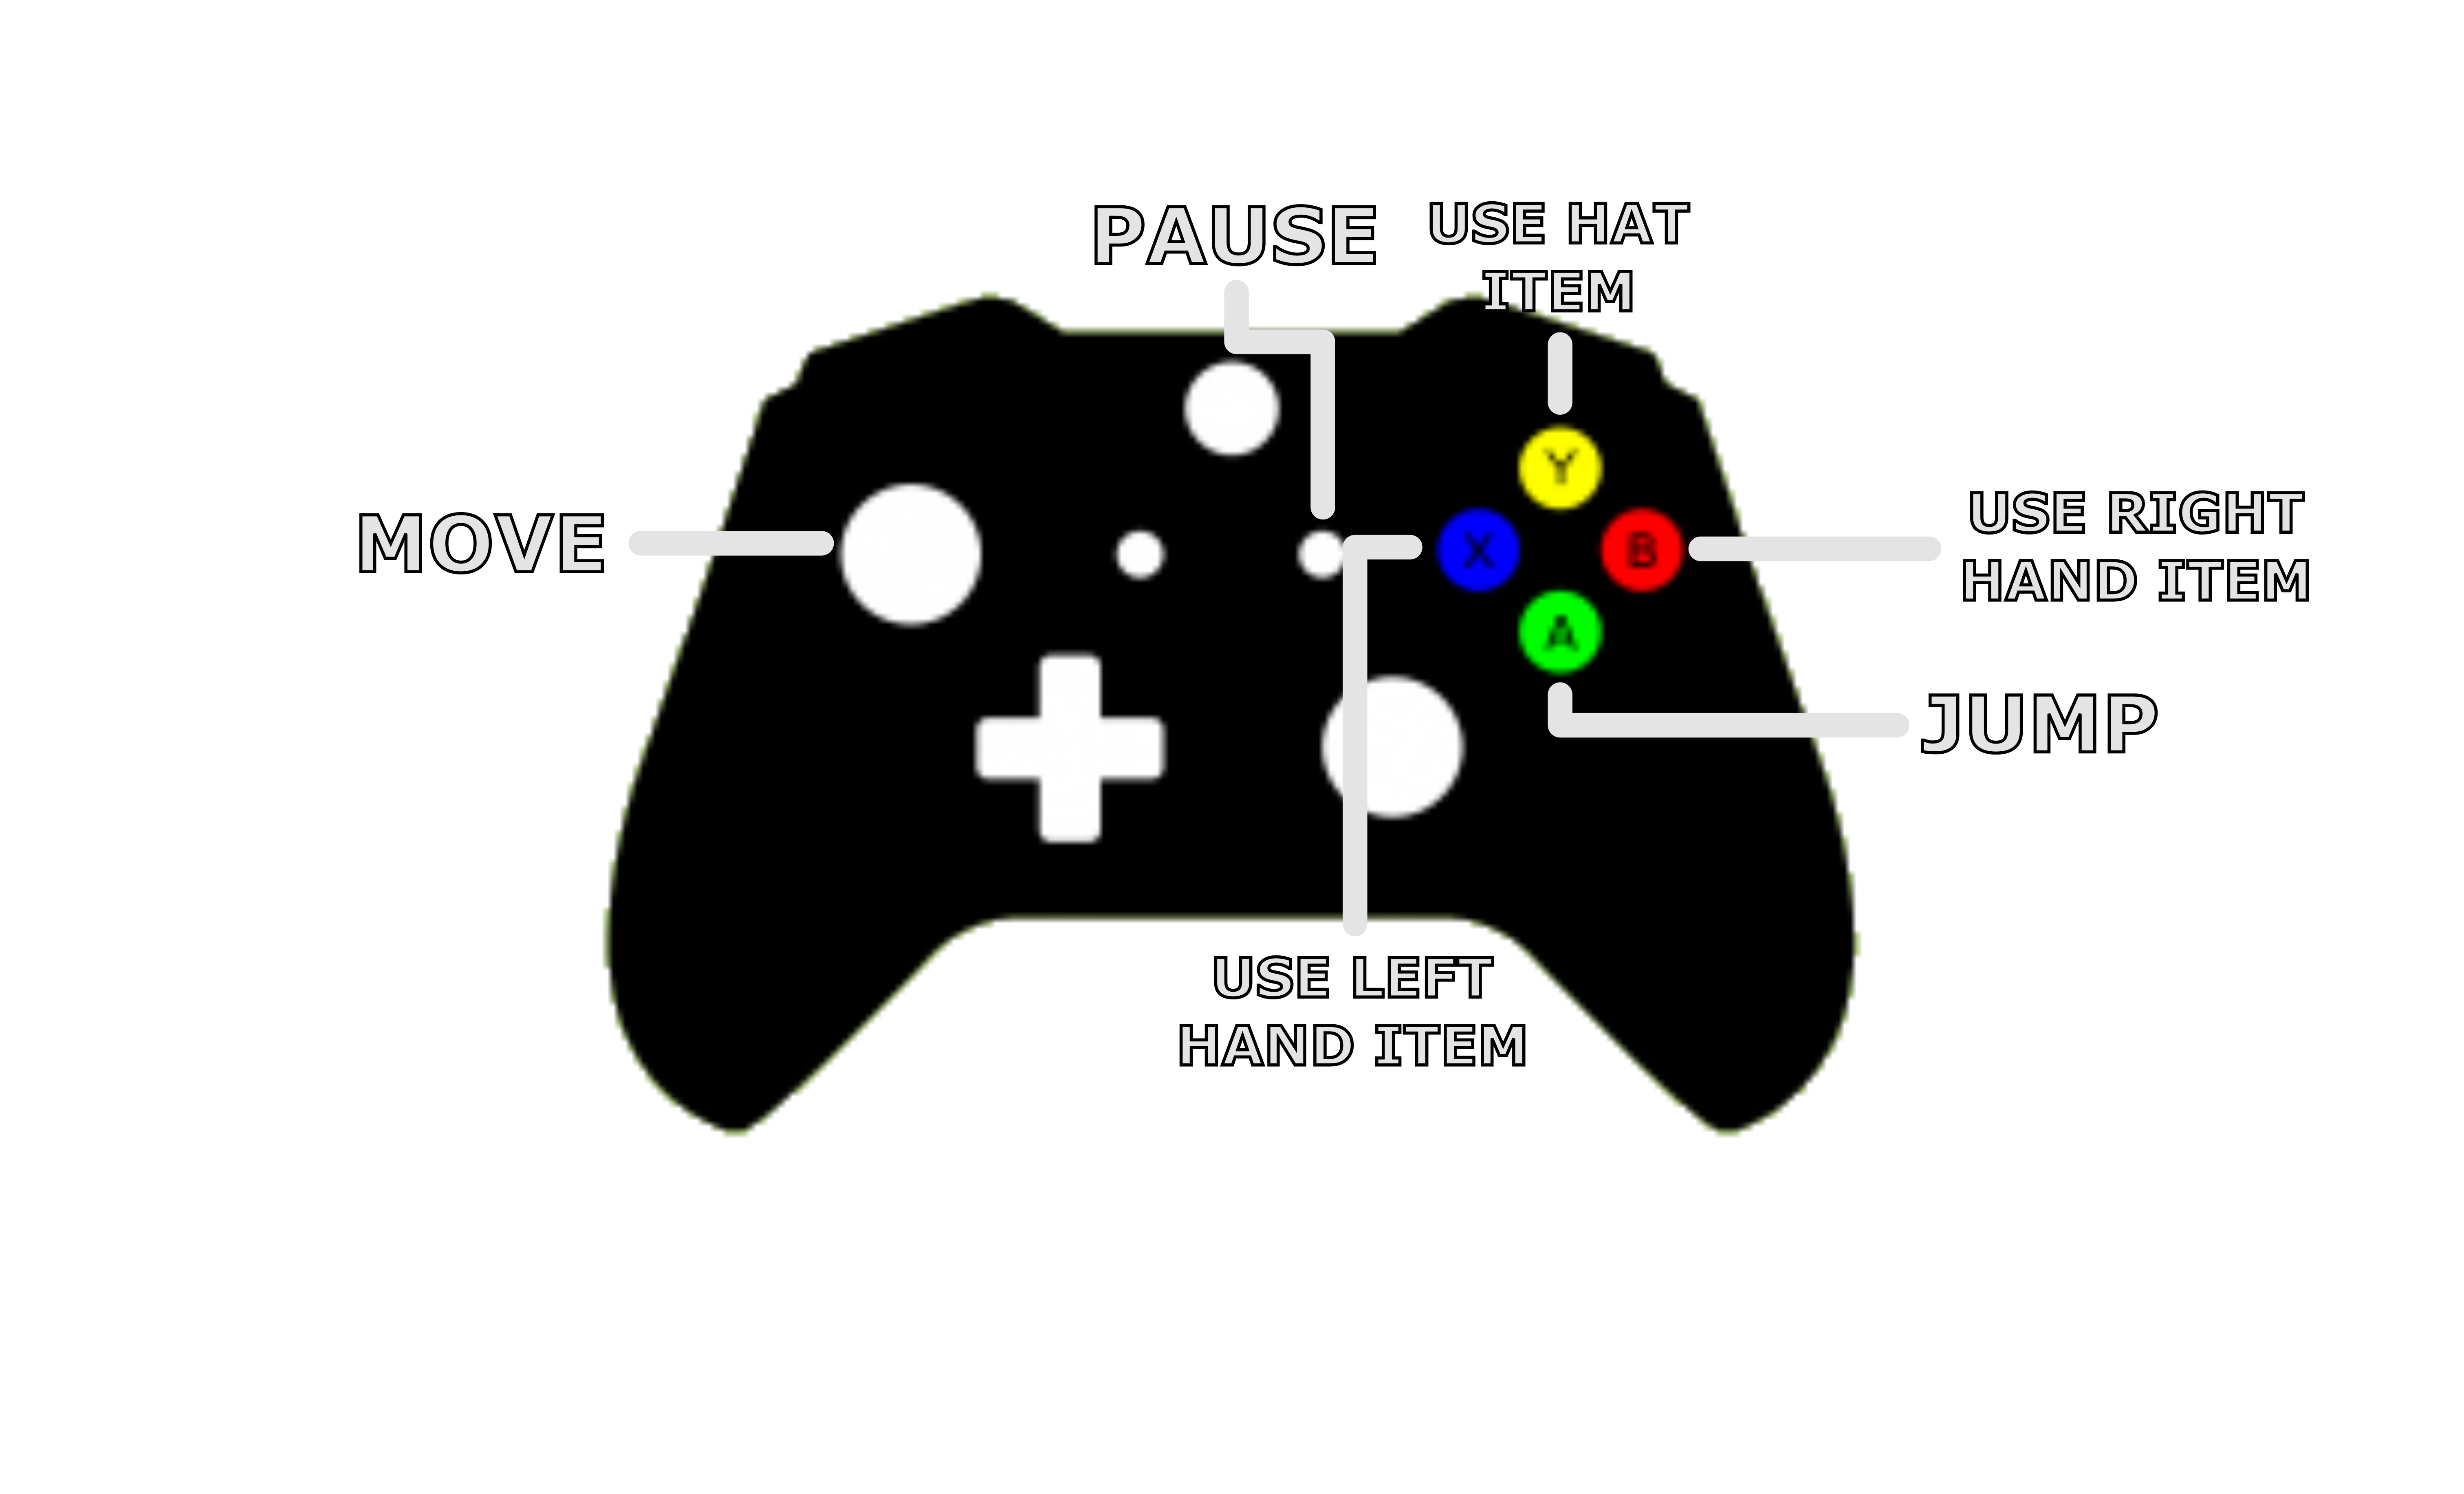 PAUSE
USE HAT
ITEM
MOVE
Y
X
B
A
USE RIGHT
HAND ITEM
JUMP
USE LEFT
HAND ITEM